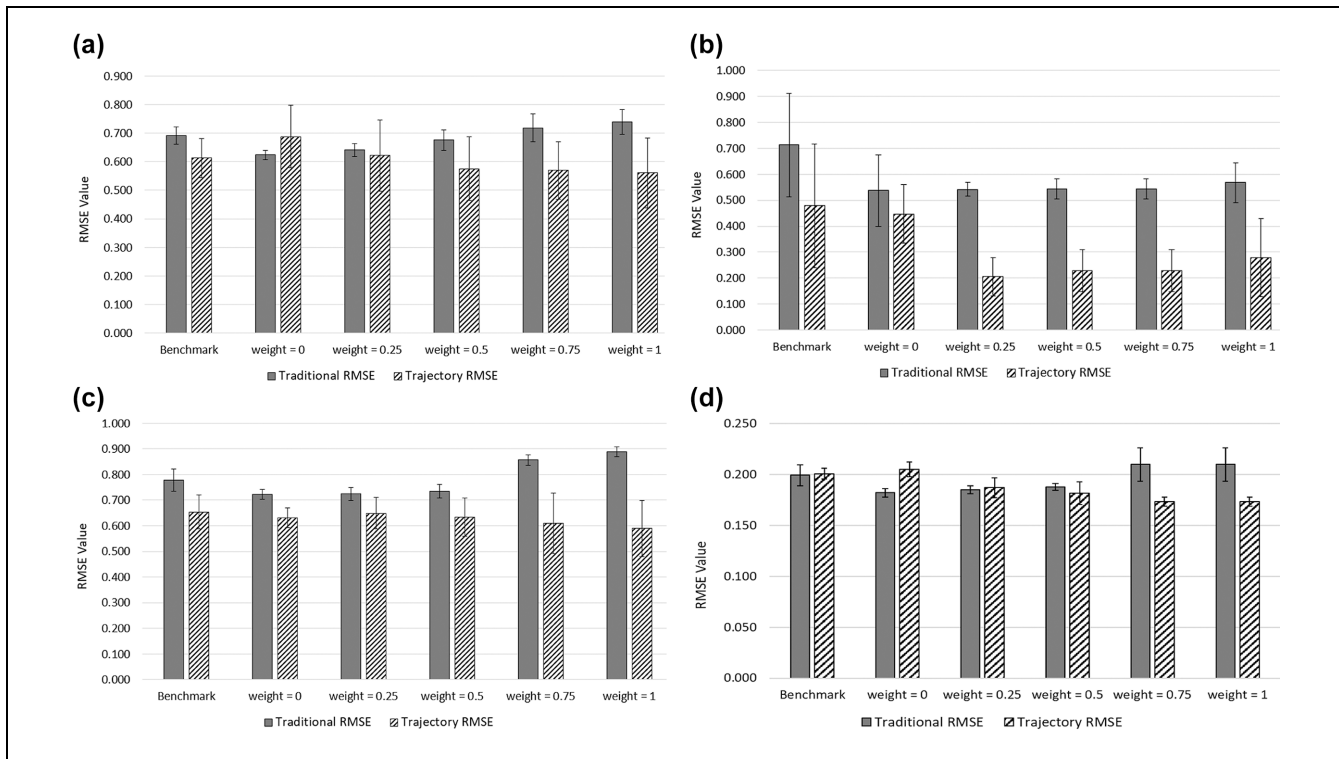 (a)
0.900
0.800
0.700
0.600
0.500
0.400
0.300
0.200
0.100
0.000
RMSE Value
Benchmark weight = 0 weight = 0.25 weight = 0.5 weight = 0.75 weight = 1
Traditional RMSE Trajectory RMSE
(b)
1.000
0.900
0.800
0.700
0.600
0.500
0.400
0.300
0.200
0.100
0.000
RMSE Value
Benchmark weight = 0 weight = 0.25 weight = 0.5 weight = 0.75 weight = 1
Traditional RMSE Trajectory RMSE
(c)
1.000
0.900
0.800
0.700
0.600
0.500
0.400
0.300
0.200
0.100
0.000
RMSE Value
Benchmark weight = 0 weight = 0.25 weight = 0.5 weight = 0.75 weight = 1
Traditional RMSE Trajectory RMSE
(d)
0.250
0.200
0.150
0.100
0.050
0.000
RMSE Value
Benchmark weight = 0 weight = 0.25 weight = 0.5 weight = 0.75 weight = 1
Traditional RMSE Trajectory RMSE